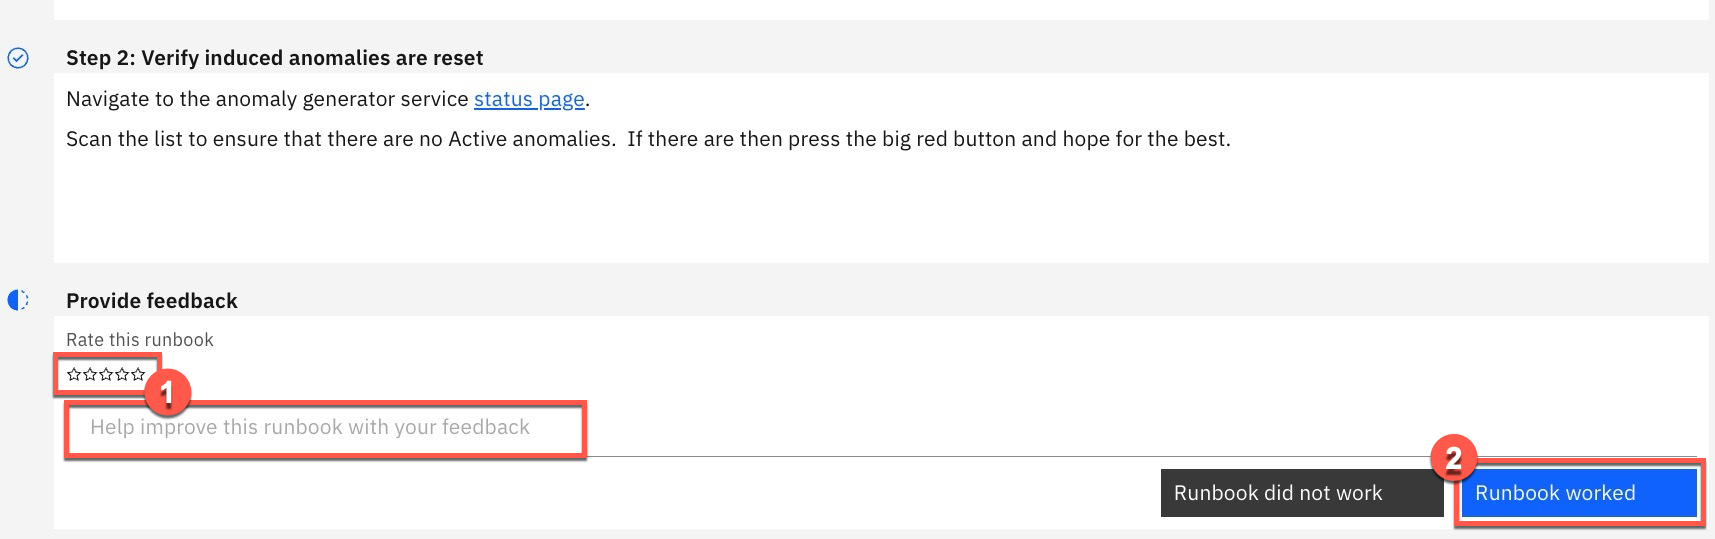 Step 2: Verify induced anomalies are reset
Navigate to the anomaly generator service status page.
Scan the list to ensure that there are no Active anomalies.  If there are then press the big red button and hope for the best.
Provide feedback
Rate this runbook
1
Help improve this runbook with your feedback
2
Runbook did not work
Runbook worked